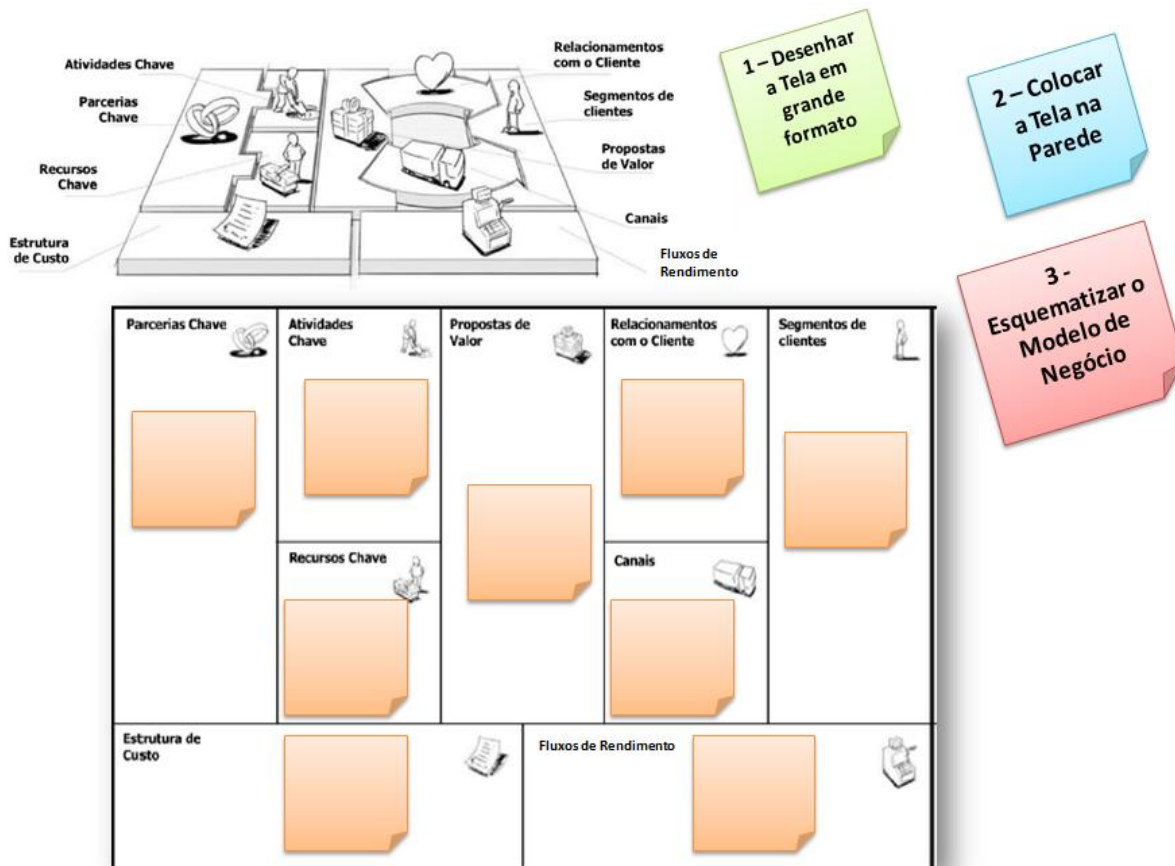 Atividades Chave
Parcerias
Chave
Recursos
Chave
Estrutura
de Custo
Relacionamentos
com o Cliente
Segmentos de
clientes
Propostas
de Valor
Canais
Fluxos de
Rendimento
1 – Desenhar
a Tela em
grande
formato
2 – Colocar
a Tela na
Parede
3 -
Esquematizar o
Modelo de
Negócio
Parcerias Chave
Atividades
Chave
Propostas de
Valor
Relacionamentos
com o Cliente
Segmentos de
clientes
Recursos Chave
Canais
Estrutura de
Custo
Fluxos de Rendimento